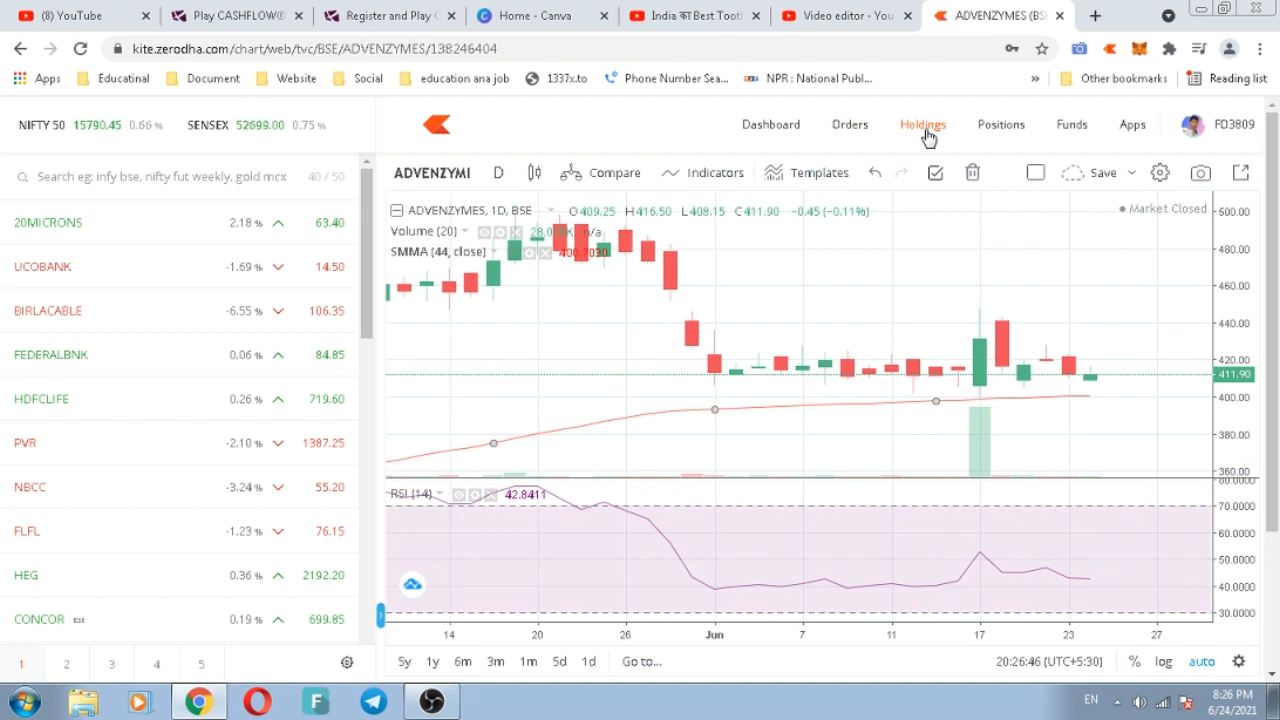 (8) YouTube
Play CASHFLOW®
Register and Play C
Home - Canva
India का Best Toot
Video editor - You
ADVENZYMES (BS
kite.zerodha.com/chart/web/tvc/BSE/ADVENZYMES/138246404
Apps
Educatinal
Document
Website
Social
education ana job
1337x.to
Phone Number Sea...
NPR : National Publ...
»
Other bookmarks
Reading list
NIFTY 50 15790.45 0.66 %
SENSEX 52699.00 0.75 %
Dashboard
Orders
Holdings
Positions
Funds
Apps
FD3809
Search eg: infy bse, nifty fut weekly, gold mcx
40 / 50
20MICRONS 2.18 % 63.40
UCOBANK -1.69 % 14.50
BIRLACABLE -6.55 % 106.35
FEDERALBNK 0.06 % 84.85
HDFCLIFE 0.26 % 719.60
PVR -2.10 % 1387.25
NBCC -3.24 % 55.20
FLFL -1.23 % 76.15
HEG 0.36 % 2192.20
CONCOR BSE 0.19 % 699.85
1 2 3 4 5
ADVENZYMI
D
Compare
Indicators
Templates
Save
ADVENZYMES, 1D, BSE
O409.25 H416.50 L408.15 C411.90 -0.45 (-0.11%)
Market Closed
Volume (20)
n/a
SMMA (44, close)
400.7030
500.00
480.00
460.00
440.00
420.00
411.90
400.00
380.00
360.00
RSI (14)
42.8411
80.0000
70.0000
60.0000
50.0000
40.0000
30.0000
14 20 26 Jun 7 11 17 23 27
5y 1y 6m 3m 1m 5d 1d Go to...
20:26:46 (UTC+5:30)
% log auto
EN
8:26 PM
6/24/2021